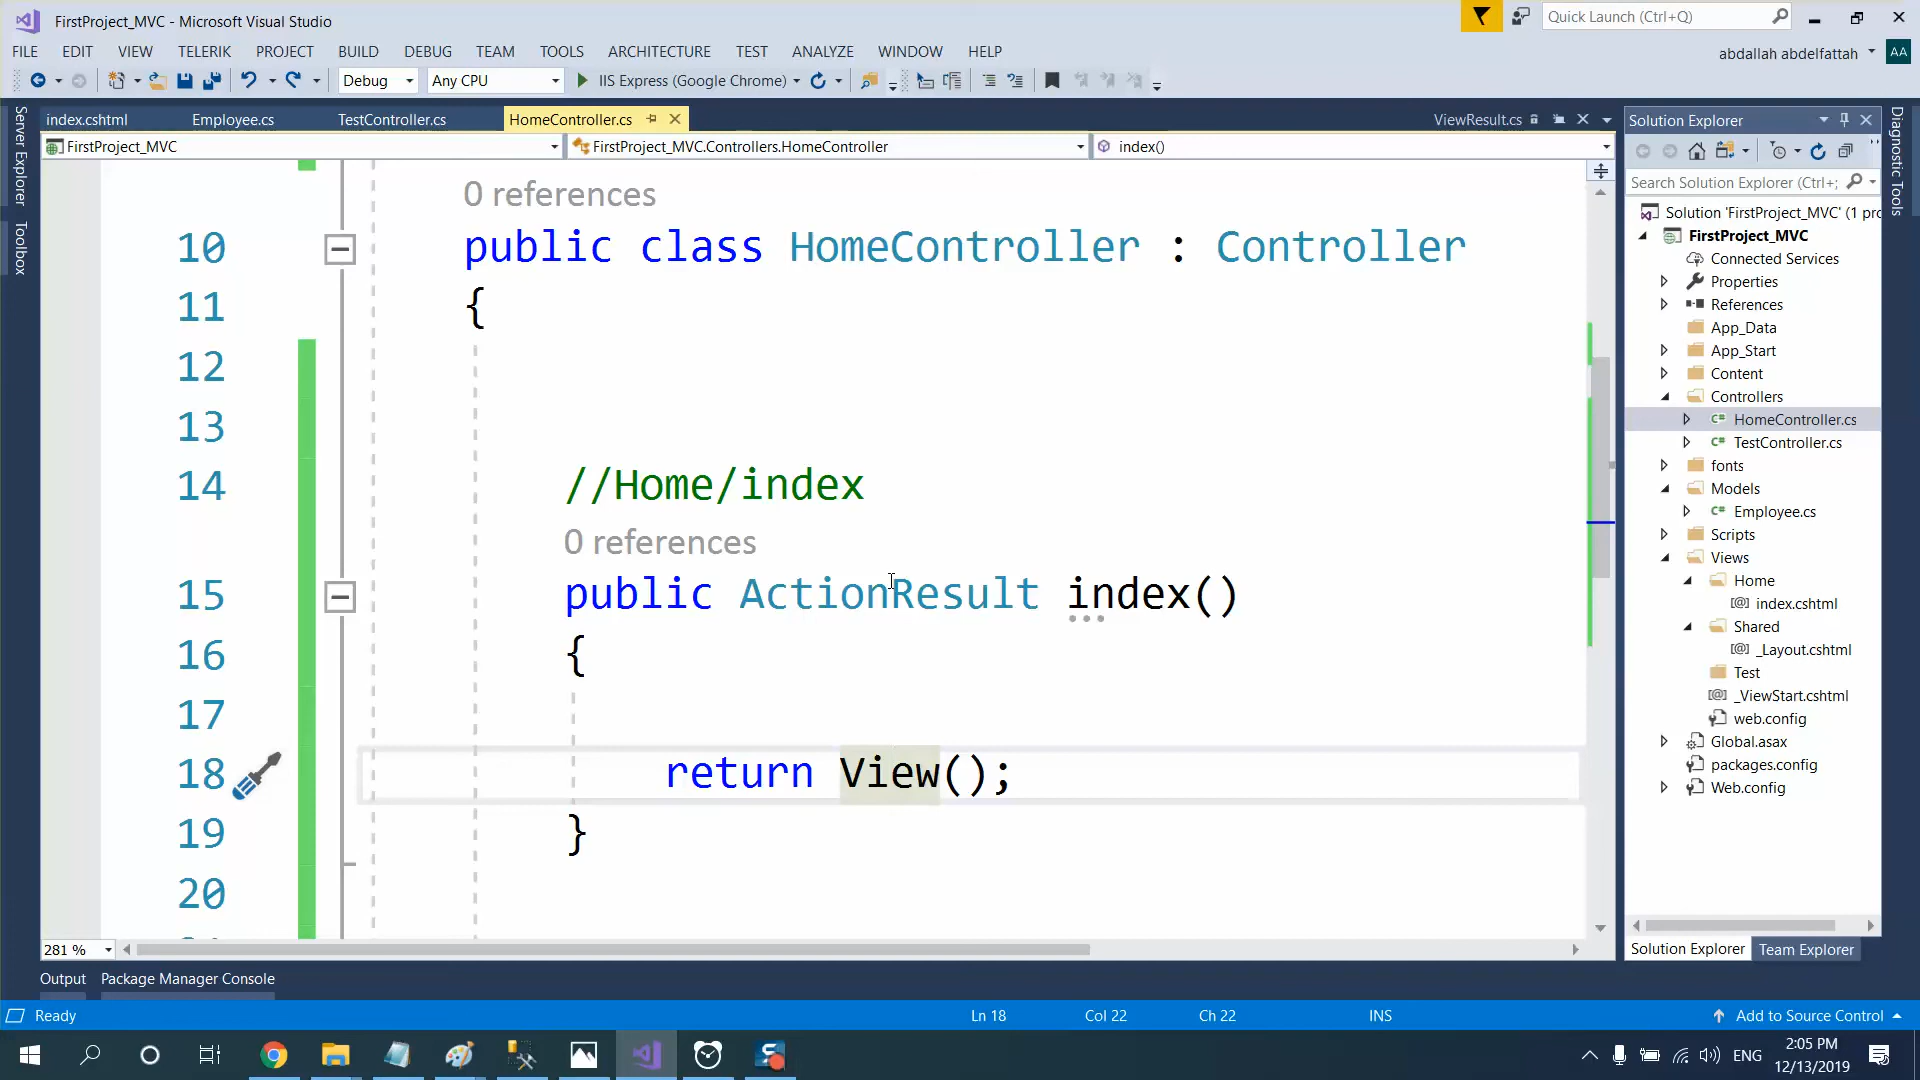 FirstProject_MVC - Microsoft Visual Studio
Quick Launch (Ctrl+Q)
FILE EDIT VIEW TELERIK PROJECT BUILD DEBUG TEAM TOOLS ARCHITECTURE TEST ANALYZE WINDOW HELP
abdallah abdelfattah AA
Debug Any CPU IIS Express (Google Chrome)
Server Explorer
Toolbox
index.cshtml Employee.cs TestController.cs HomeController.cs ViewResult.cs
FirstProject_MVC FirstProject_MVC.Controllers.HomeController index()
0 references
10 public class HomeController : Controller
11 {
12
13
14 //Home/index
0 references
15 public ActionResult index()
16 {
17
18 return View();
19 }
20
281 %
Solution Explorer
Search Solution Explorer (Ctrl+;
Solution 'FirstProject_MVC' (1 pro
FirstProject_MVC
Connected Services
Properties
References
App_Data
App_Start
Content
Controllers
HomeController.cs
TestController.cs
fonts
Models
Employee.cs
Scripts
Views
Home
index.cshtml
Shared
_Layout.cshtml
Test
_ViewStart.cshtml
web.config
Global.asax
packages.config
Web.config
Solution Explorer Team Explorer
Diagnostic Tools
Output Package Manager Console
Ready Ln 18 Col 22 Ch 22 INS Add to Source Control
ENG 2:05 PM
12/13/2019